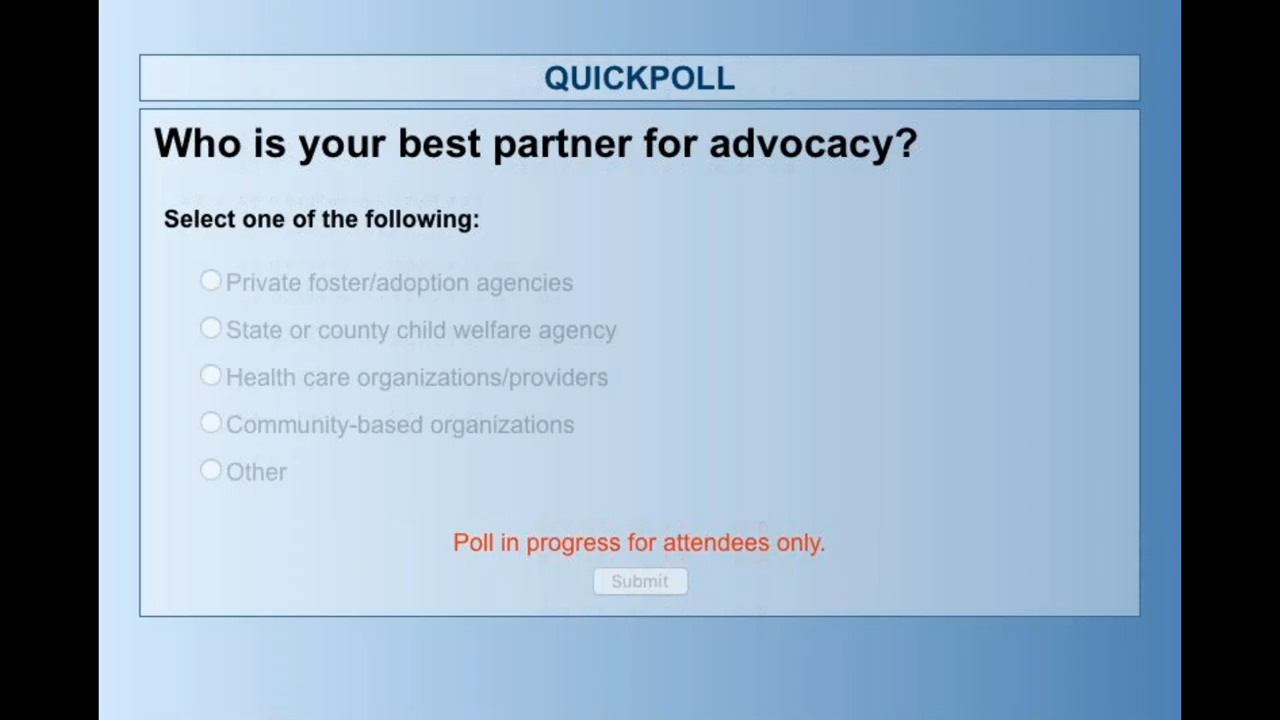 QUICKPOLL
Who is your best partner for advocacy?
Select one of the following:
Private foster/adoption agencies
State or county child welfare agency
Health care organizations/providers
Community-based organizations
Other
Poll in progress for attendees only.
Submit